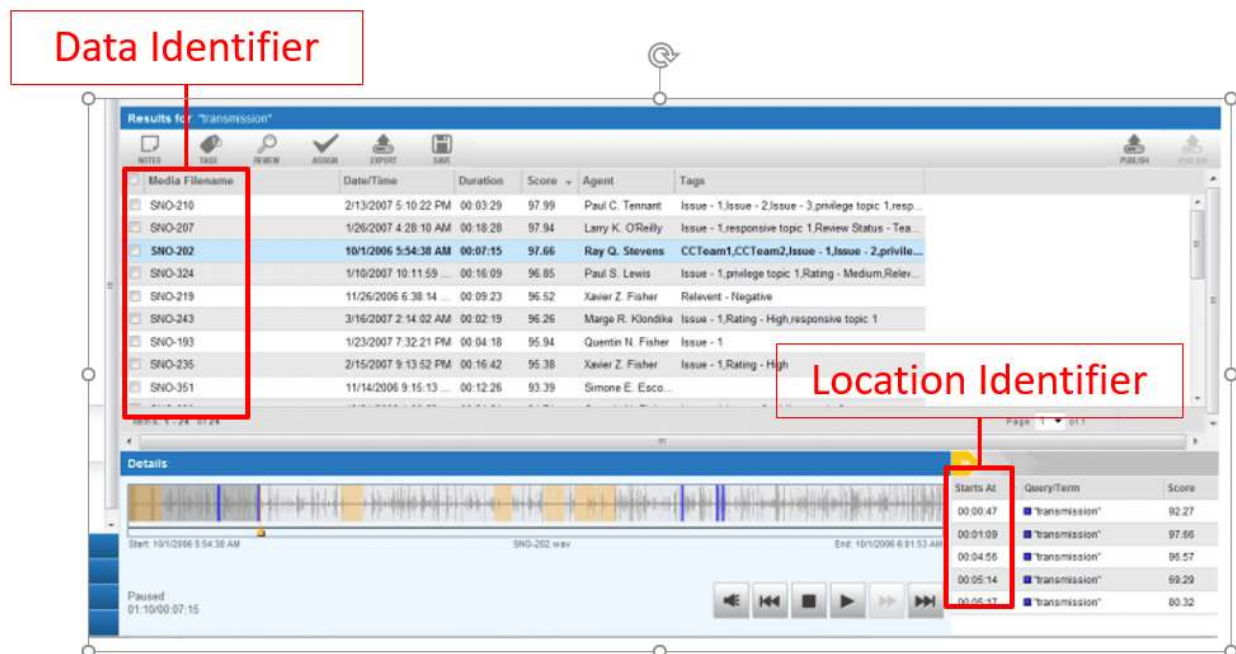 Data Identifier
Results for: "transmission"
NOTES TAGS REVIEW ASSIGN EXPORT SAVE PUBLISH
Media Filename Date/Time Duration Score Agent Tags
SNO-210 2/13/2007 5:10:22 PM 00:03:29 97.99 Paul C. Tennant Issue - 1,Issue - 2,Issue - 3,privilege topic 1,resp...
SNO-207 1/26/2007 4:28:10 AM 00:18:28 97.94 Larry K. O'Reilly Issue - 1,responsive topic 1,Review Status - Tea...
SNO-202 10/1/2006 5:54:38 AM 00:07:15 97.66 Ray Q. Stevens CCTeam1,CCTeam2,Issue - 1,Issue - 2,privile...
SNO-324 1/10/2007 10:11:59 ... 00:16:09 96.85 Paul S. Lewis Issue - 1,privilege topic 1,Rating - Medium,Relev...
SNO-219 11/26/2006 6:38:14 ... 00:09:23 96.52 Xavier Z. Fisher Relevent - Negative
SNO-243 3/16/2007 2:14:02 AM 00:02:19 96.26 Marge R. Klondike Issue - 1,Rating - High,responsive topic 1
SNO-193 1/23/2007 7:32:21 PM 00:04:18 95.94 Quentin N. Fisher Issue - 1
SNO-235 2/15/2007 9:13:52 PM 00:16:42 95.38 Xavier Z. Fisher Issue - 1,Rating - High
SNO-351 11/14/2006 9:15:13 ... 00:12:26 93.39 Simone E. Esco...
Location Identifier
Items: 1 - 24 of 24 Page 1 of 1
Details:
Starts At Query/Term Score
00:00:47 "transmission" 92.27
00:01:09 "transmission" 97.66
00:04:56 "transmission" 96.57
00:05:14 "transmission" 69.29
00:05:17 "transmission" 80.32
Start: 10/1/2006 5:54:38 AM SNO-202.wav End: 10/1/2006 6:01:53 AM
Paused
01:10/00:07:15